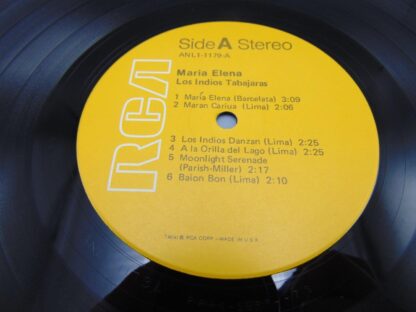 Side A Stereo
ANL1-1179-A
RCA
Maria Elena
Los Indios Tabajaras
1 Maria Elena (Barcelata) 3:09
2 Maran Cariua (Lima) 2:06
3 Los Indios Danzan (Lima) 2:25
4 A la Orilla del Lago (Lima) 2:25
5 Moonlight Serenade
(Parish-Miller) 2:17
6 Baion Bon (Lima) 2:10
RCA CORP.—MADE IN U.S.A.